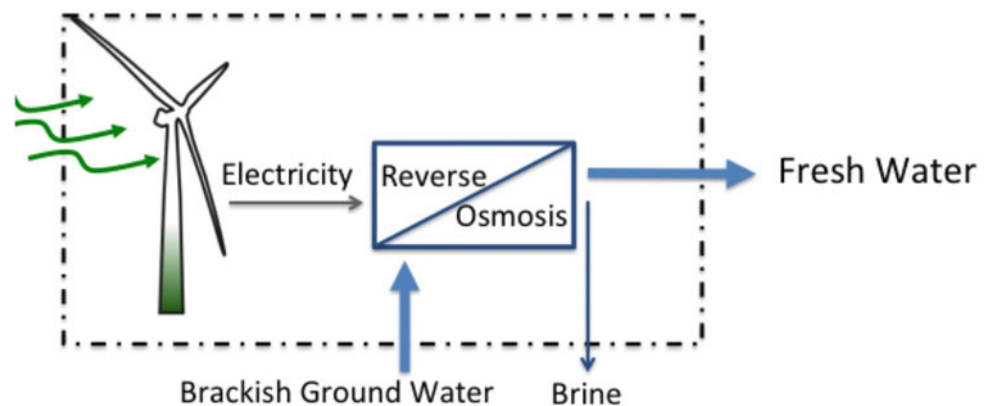 Electricity
Reverse
Osmosis
Fresh Water
Brackish Ground Water
Brine